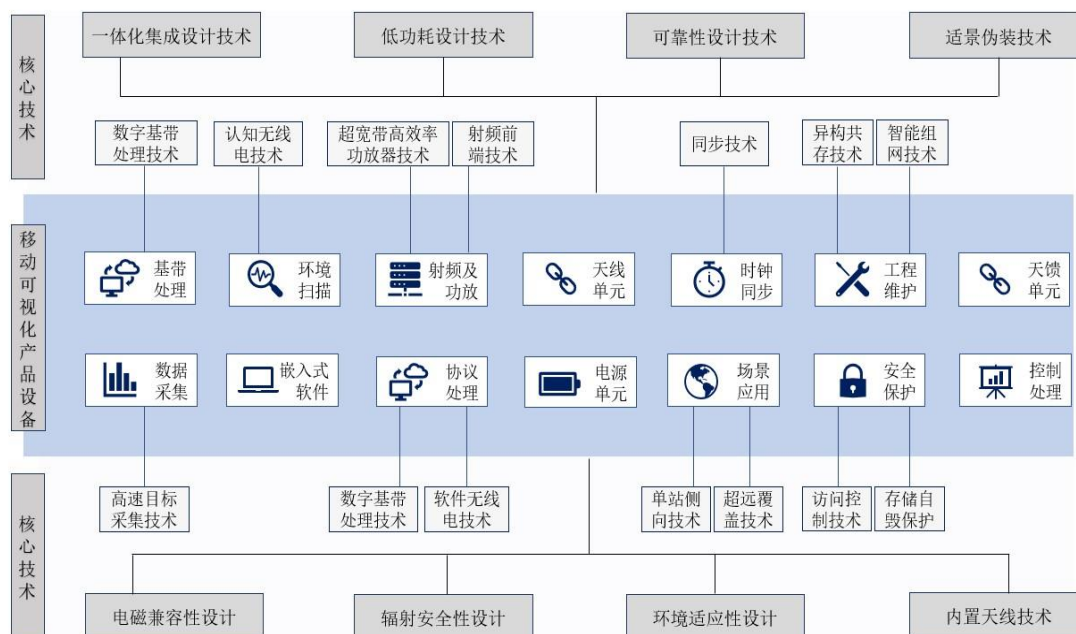 核心技术
一体化集成设计技术
低功耗设计技术
可靠性设计技术
适景伪装技术
数字基带
处理技术
认知无线
电技术
超宽带高效率
功放器技术
射频前
端技术
同步技术
异构共
存技术
智能组
网技术
移动可视化产品设备
基带
处理
环境
扫描
射频及
功放
天线
单元
时钟
同步
工程
维护
天馈
单元
数据
采集
嵌入式
软件
协议
处理
电源
单元
场景
应用
安全
保护
控制
处理
核心技术
高速目标
采集技术
数字基带
处理技术
软件无线
电技术
单站侧
向技术
超远覆
盖技术
访问控
制技术
存储自
毁保护
电磁兼容性设计
辐射安全性设计
环境适应性设计
内置天线技术